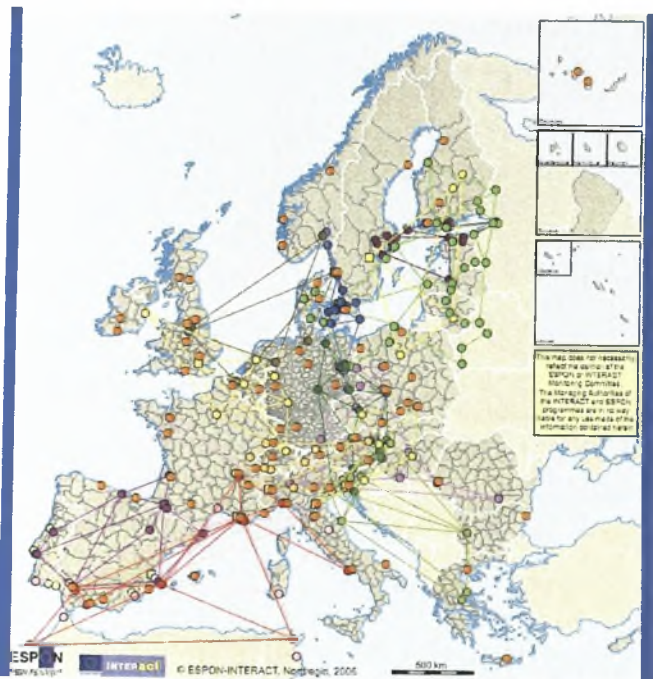 This map does not necessarily
reflect the opinion of the
ESPON or INTERACT
Monitoring Committee.
The Managing Authorities of
the INTERACT and ESPON
programmes are in no way
liable for any use made of the
information contained herein
ESPON
INTERact
© ESPON-INTERACT, Nordregio, 2006
500 km